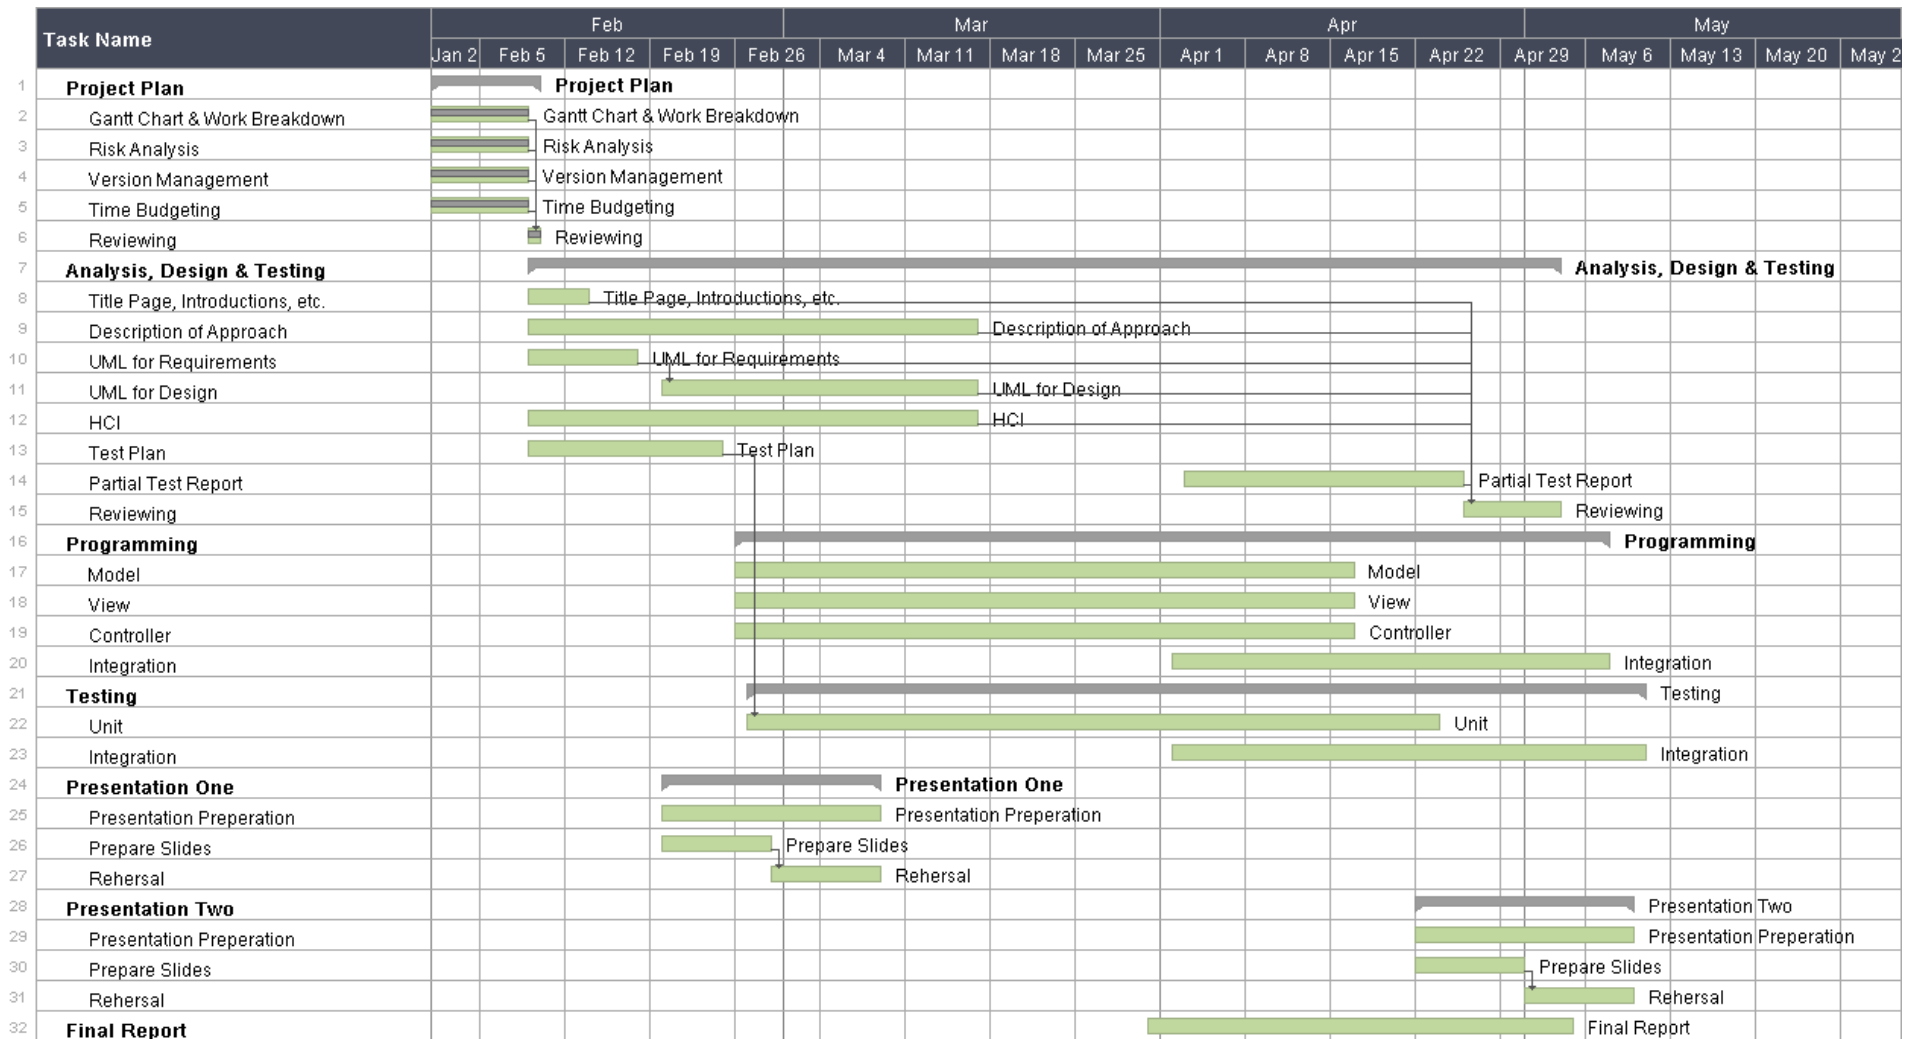 Task Name Feb Mar Apr May
Jan 2 Feb 5 Feb 12 Feb 19 Feb 26 Mar 4 Mar 11 Mar 18 Mar 25 Apr 1 Apr 8 Apr 15 Apr 22 Apr 29 May 6 May 13 May 20 May 2
1 Project Plan Project Plan
2 Gantt Chart & Work Breakdown Gantt Chart & Work Breakdown
3 Risk Analysis Risk Analysis
4 Version Management Version Management
5 Time Budgeting Time Budgeting
6 Reviewing Reviewing
7 Analysis, Design & Testing Analysis, Design & Testing
8 Title Page, Introductions, etc. Title Page, Introductions, etc.
9 Description of Approach Description of Approach
10 UML for Requirements UML for Requirements
11 UML for Design UML for Design
12 HCI HCI
13 Test Plan Test Plan
14 Partial Test Report Partial Test Report
15 Reviewing Reviewing
16 Programming Programming
17 Model Model
18 View View
19 Controller Controller
20 Integration Integration
21 Testing Testing
22 Unit Unit
23 Integration Integration
24 Presentation One Presentation One
25 Presentation Preperation Presentation Preperation
26 Prepare Slides Prepare Slides
27 Rehersal Rehersal
28 Presentation Two Presentation Two
29 Presentation Preperation Presentation Preperation
30 Prepare Slides Prepare Slides
31 Rehersal Rehersal
32 Final Report Final Report